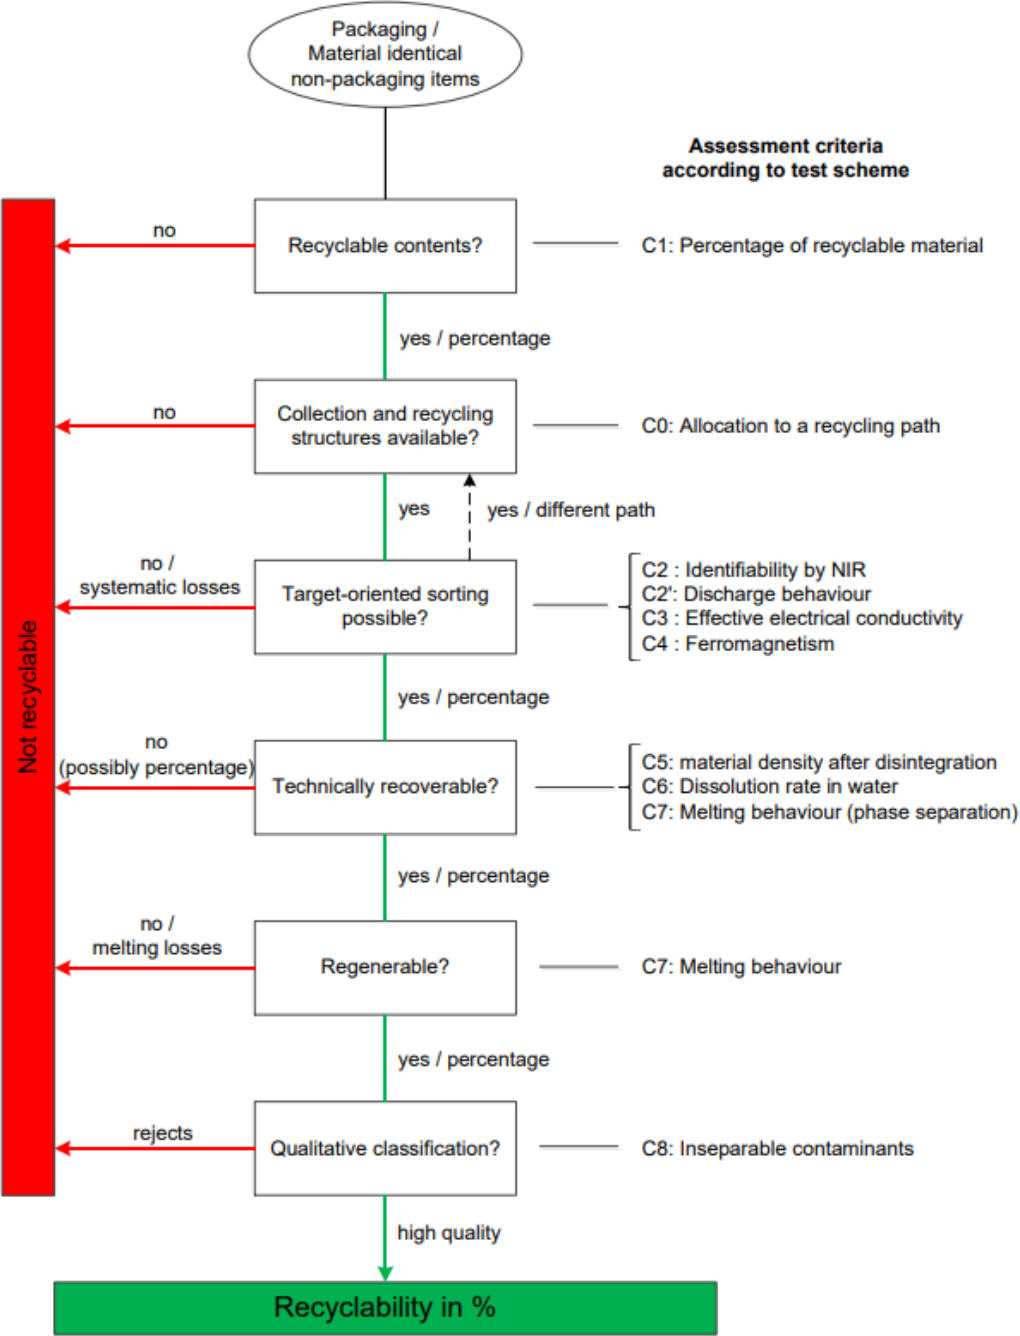 Packaging /
Material identical
non-packaging items
Assessment criteria
according to test scheme
no
Recyclable contents?
C1: Percentage of recyclable material
yes / percentage
no
Collection and recycling
structures available?
C0: Allocation to a recycling path
yes
yes / different path
no /
systematic losses
Target-oriented sorting
possible?
C2 : Identifiability by NIR
C2': Discharge behaviour
C3 : Effective electrical conductivity
C4 : Ferromagnetism
Not recyclable
yes / percentage
no
(possibly percentage)
Technically recoverable?
C5: material density after disintegration
C6: Dissolution rate in water
C7: Melting behaviour (phase separation)
yes / percentage
no /
melting losses
Regenerable?
C7: Melting behaviour
yes / percentage
rejects
Qualitative classification?
C8: Inseparable contaminants
high quality
Recyclability in %